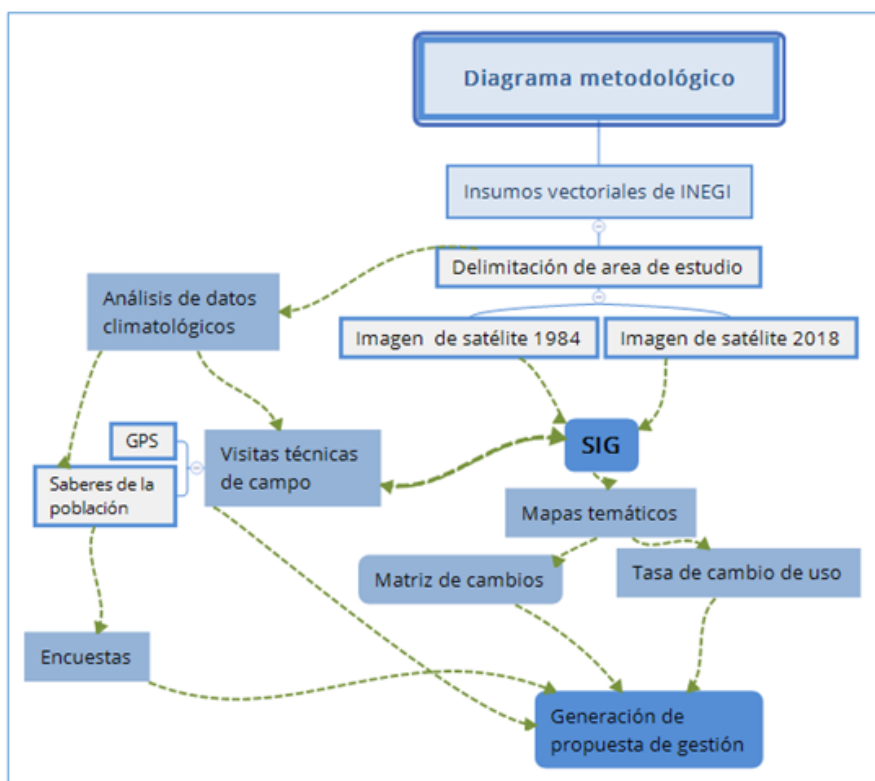 Diagrama metodológico
Insumos vectoriales de INEGI
Delimitación de area de estudio
Análisis de datos
climatológicos
Imagen de satélite 1984
Imagen de satélite 2018
GPS
Visitas técnicas
de campo
SIG
Saberes de la
población
Mapas temáticos
Matriz de cambios
Tasa de cambio de uso
Encuestas
Generación de
propuesta de gestión